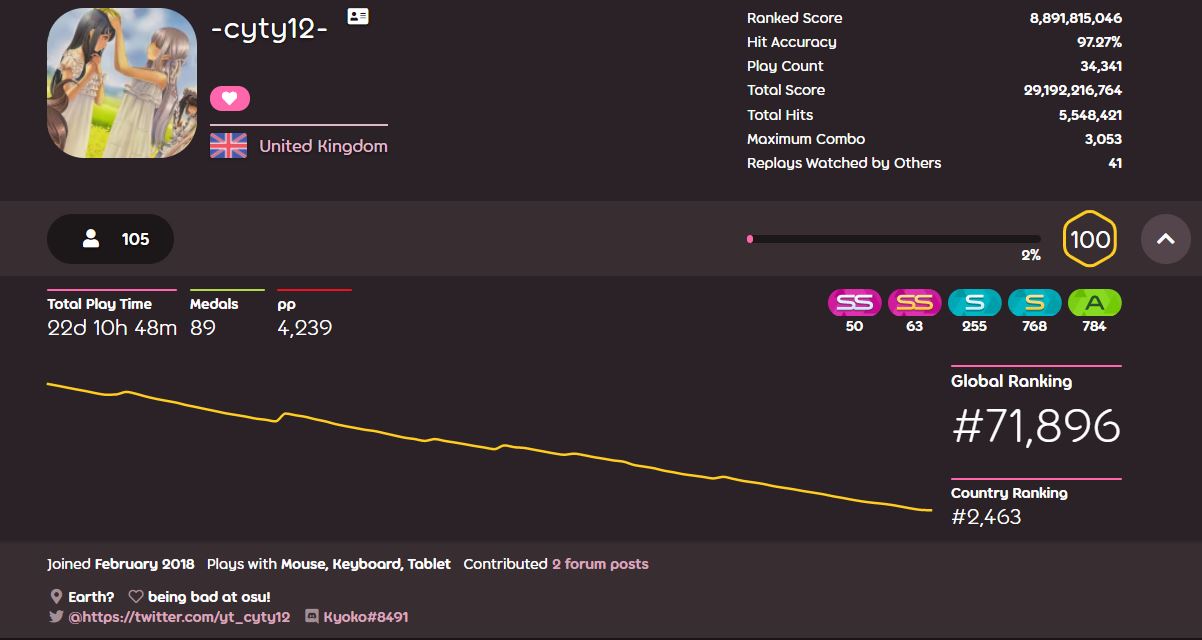 -cyty12-
United Kingdom
Ranked Score 8,891,815,046
Hit Accuracy 97.27%
Play Count 34,341
Total Score 29,192,216,764
Total Hits 5,548,421
Maximum Combo 3,053
Replays Watched by Others 41
105
2%
100
Total Play Time Medals pp
22d 10h 48m 89 4,239
SS SS S S A
50 63 255 768 784
Global Ranking
#71,896
Country Ranking
#2,463
Joined February 2018 Plays with Mouse, Keyboard, Tablet Contributed 2 forum posts
Earth? being bad at osu!
@https://twitter.com/yt_cyty12 Kyoko#8491